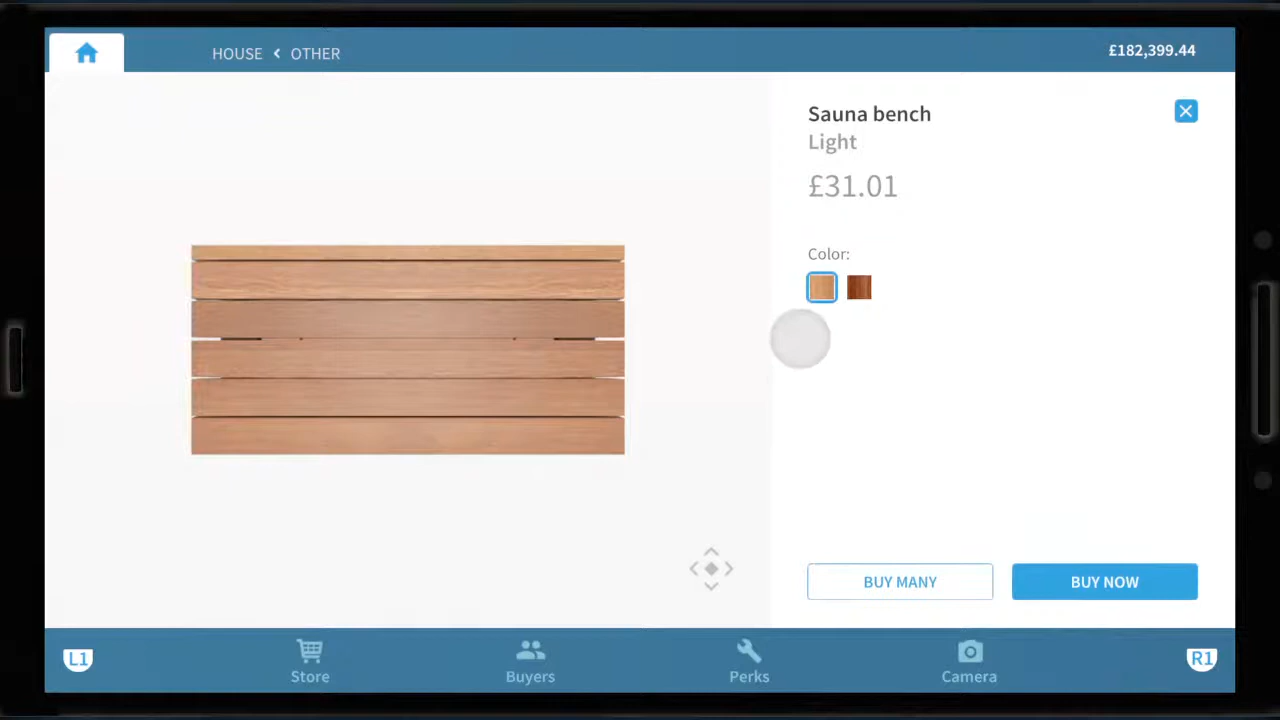 HOUSE < OTHER
£182,399.44
Sauna bench
Light
£31.01
Color:
BUY MANY
BUY NOW
L1
Store
Buyers
Perks
Camera
R1